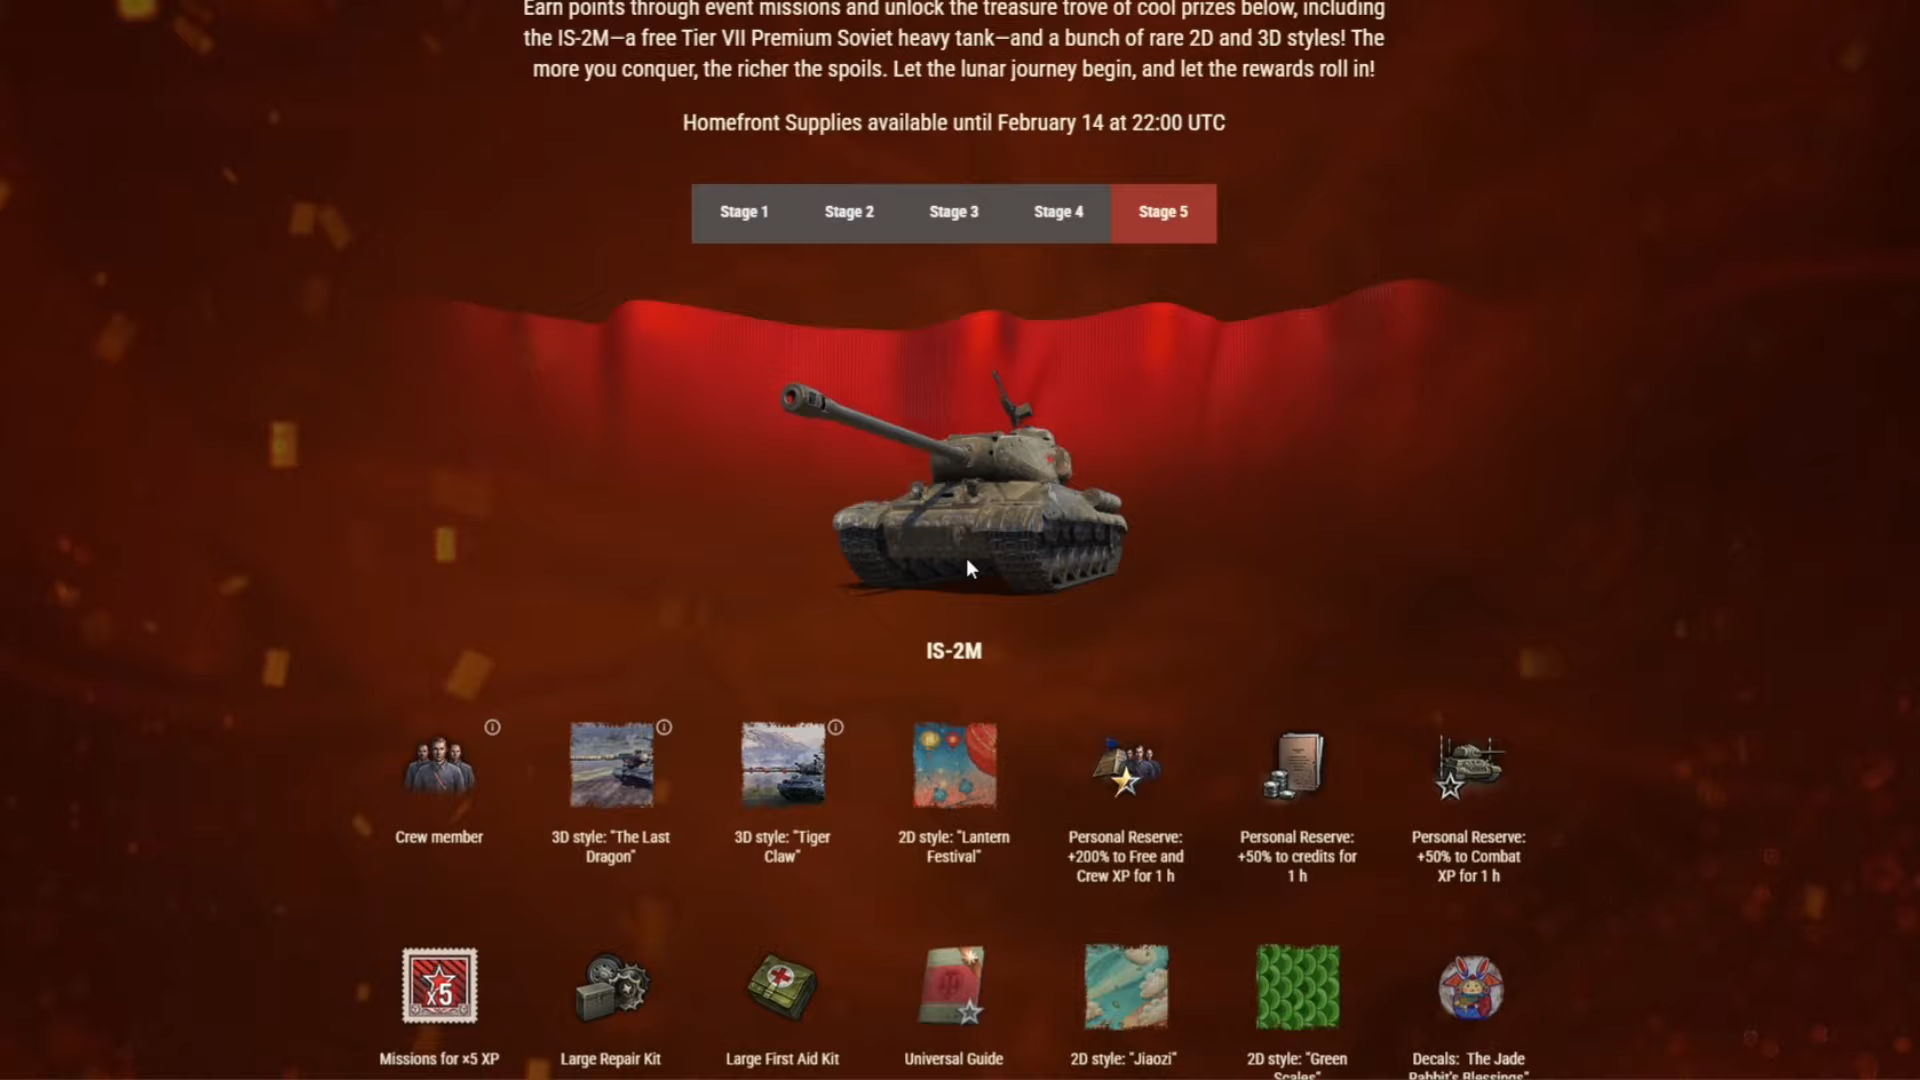 Earn points through event missions and unlock the treasure trove of cool prizes below, including
the IS-2M—a free Tier VII Premium Soviet heavy tank—and a bunch of rare 2D and 3D styles! The
more you conquer, the richer the spoils. Let the lunar journey begin, and let the rewards roll in!
Homefront Supplies available until February 14 at 22:00 UTC
Stage 1 Stage 2 Stage 3 Stage 4 Stage 5
IS-2M
Crew member
3D style: "The Last
Dragon"
3D style: "Tiger
Claw"
2D style: "Lantern
Festival"
Personal Reserve:
+200% to Free and
Crew XP for 1 h
Personal Reserve:
+50% to credits for
1 h
Personal Reserve:
+50% to Combat
XP for 1 h
x5
Missions for ×5 XP
Large Repair Kit
Large First Aid Kit
Universal Guide
2D style: "Jiaozi"
2D style: "Green
Scales"
Decals: The Jade
Rabbit's Blessings"